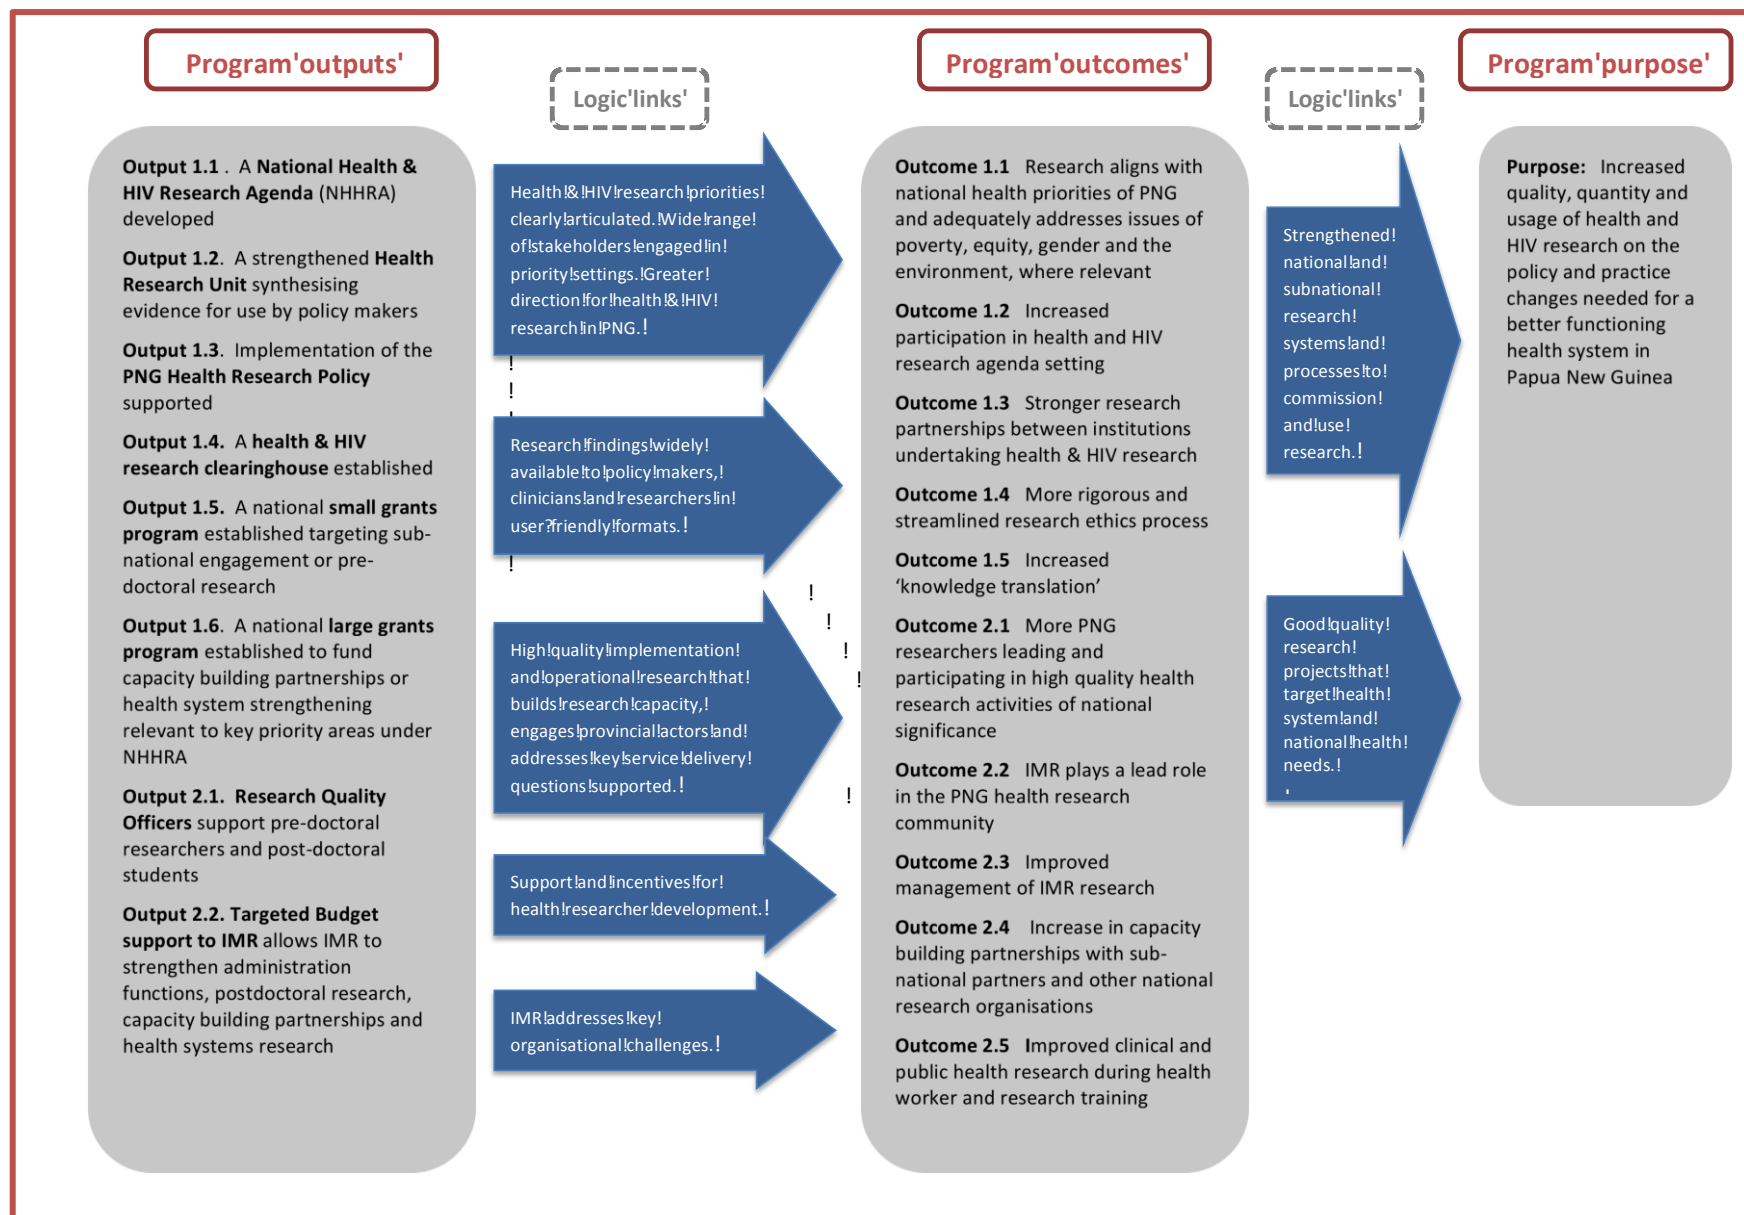 Program'outputs'
Logic'links'
Program'outcomes'
Logic'links'
Program'purpose'
Output 1.1 .  A National Health &
HIV Research Agenda (NHHRA)
developed
Output 1.2.  A strengthened Health
Research Unit synthesising
evidence for use by policy makers
Output 1.3.  Implementation of the
PNG Health Research Policy
supported
Output 1.4.  A health & HIV
research clearinghouse established
Output 1.5.  A national small grants
program established targeting sub-
national engagement or pre-
doctoral research
Output 1.6.  A national large grants
program established to fund
capacity building partnerships or
health system strengthening
relevant to key priority areas under
NHHRA
Output 2.1.  Research Quality
Officers support pre-doctoral
researchers and post-doctoral
students
Output 2.2. Targeted Budget
support to IMR allows IMR to
strengthen administration
functions, postdoctoral research,
capacity building partnerships and
health systems research
Health!&!HIV!research!priorities!
clearly!articulated.!Wide!range!
of!stakeholders!engaged!in!
priority!settings.!Greater!
direction!for!health!&!HIV!
research!in!PNG.!
!
!
!
Research!findings!widely!
available!to!policy!makers,!
clinicians!and!researchers!in!
user?friendly!formats.!
!
!
!
!
!
High!quality!implementation!
and!operational!research!that!
builds!research!capacity,!
engages!provincial!actors!and!
addresses!key!service!delivery!
questions!supported.!
!
Support!and!incentives!for!
health!researcher!development.!
IMR!addresses!key!
organisational!challenges.!
Outcome 1.1   Research aligns with
national health priorities of PNG
and adequately addresses issues of
poverty, equity, gender and the
environment, where relevant
Outcome 1.2   Increased
participation in health and HIV
research agenda setting
Outcome 1.3   Stronger research
partnerships between institutions
undertaking health & HIV research
Outcome 1.4   More rigorous and
streamlined research ethics process
Outcome 1.5   Increased
‘knowledge translation’
Outcome 2.1   More PNG
researchers leading and
participating in high quality health
research activities of national
significance
Outcome 2.2   IMR plays a lead role
in the PNG health research
community
Outcome 2.3   Improved
management of IMR research
Outcome 2.4   Increase in capacity
building partnerships with sub-
national partners and other national
research organisations
Outcome 2.5   Improved clinical and
public health research during health
worker and research training
Strengthened!
national!and!
subnational!
research!
systems!and!
processes!to!
commission!
and!use!
research.!
Good!quality!
research!
projects!that!
target!health!
system!and!
national!health!
needs.!
'
Purpose:   Increased
quality, quantity and
usage of health and
HIV research on the
policy and practice
changes needed for a
better functioning
health system in
Papua New Guinea